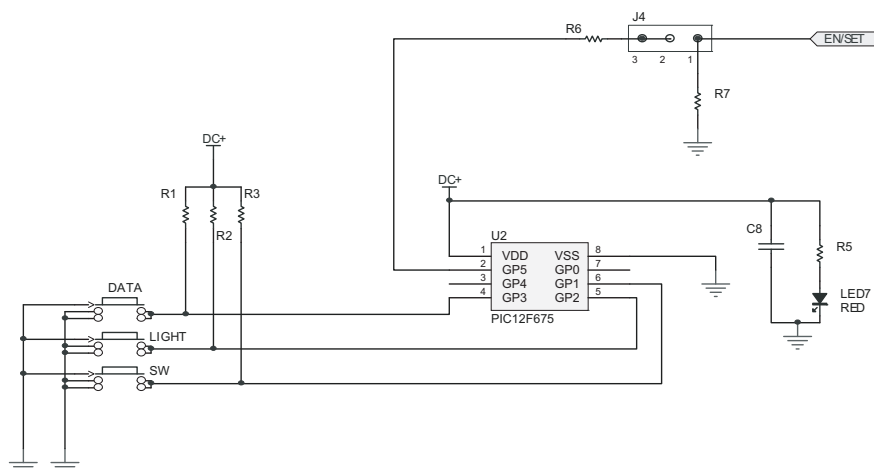 J4
R6
EN/SET
3 2 1
R7
DC+
R1 R3
R2
DC+
C8
R5
U2
1 VDD VSS 8
2 GP5 GP0 7
3 GP4 GP1 6
4 GP3 GP2 5
PIC12F675
LED7
RED
DATA
LIGHT
SW